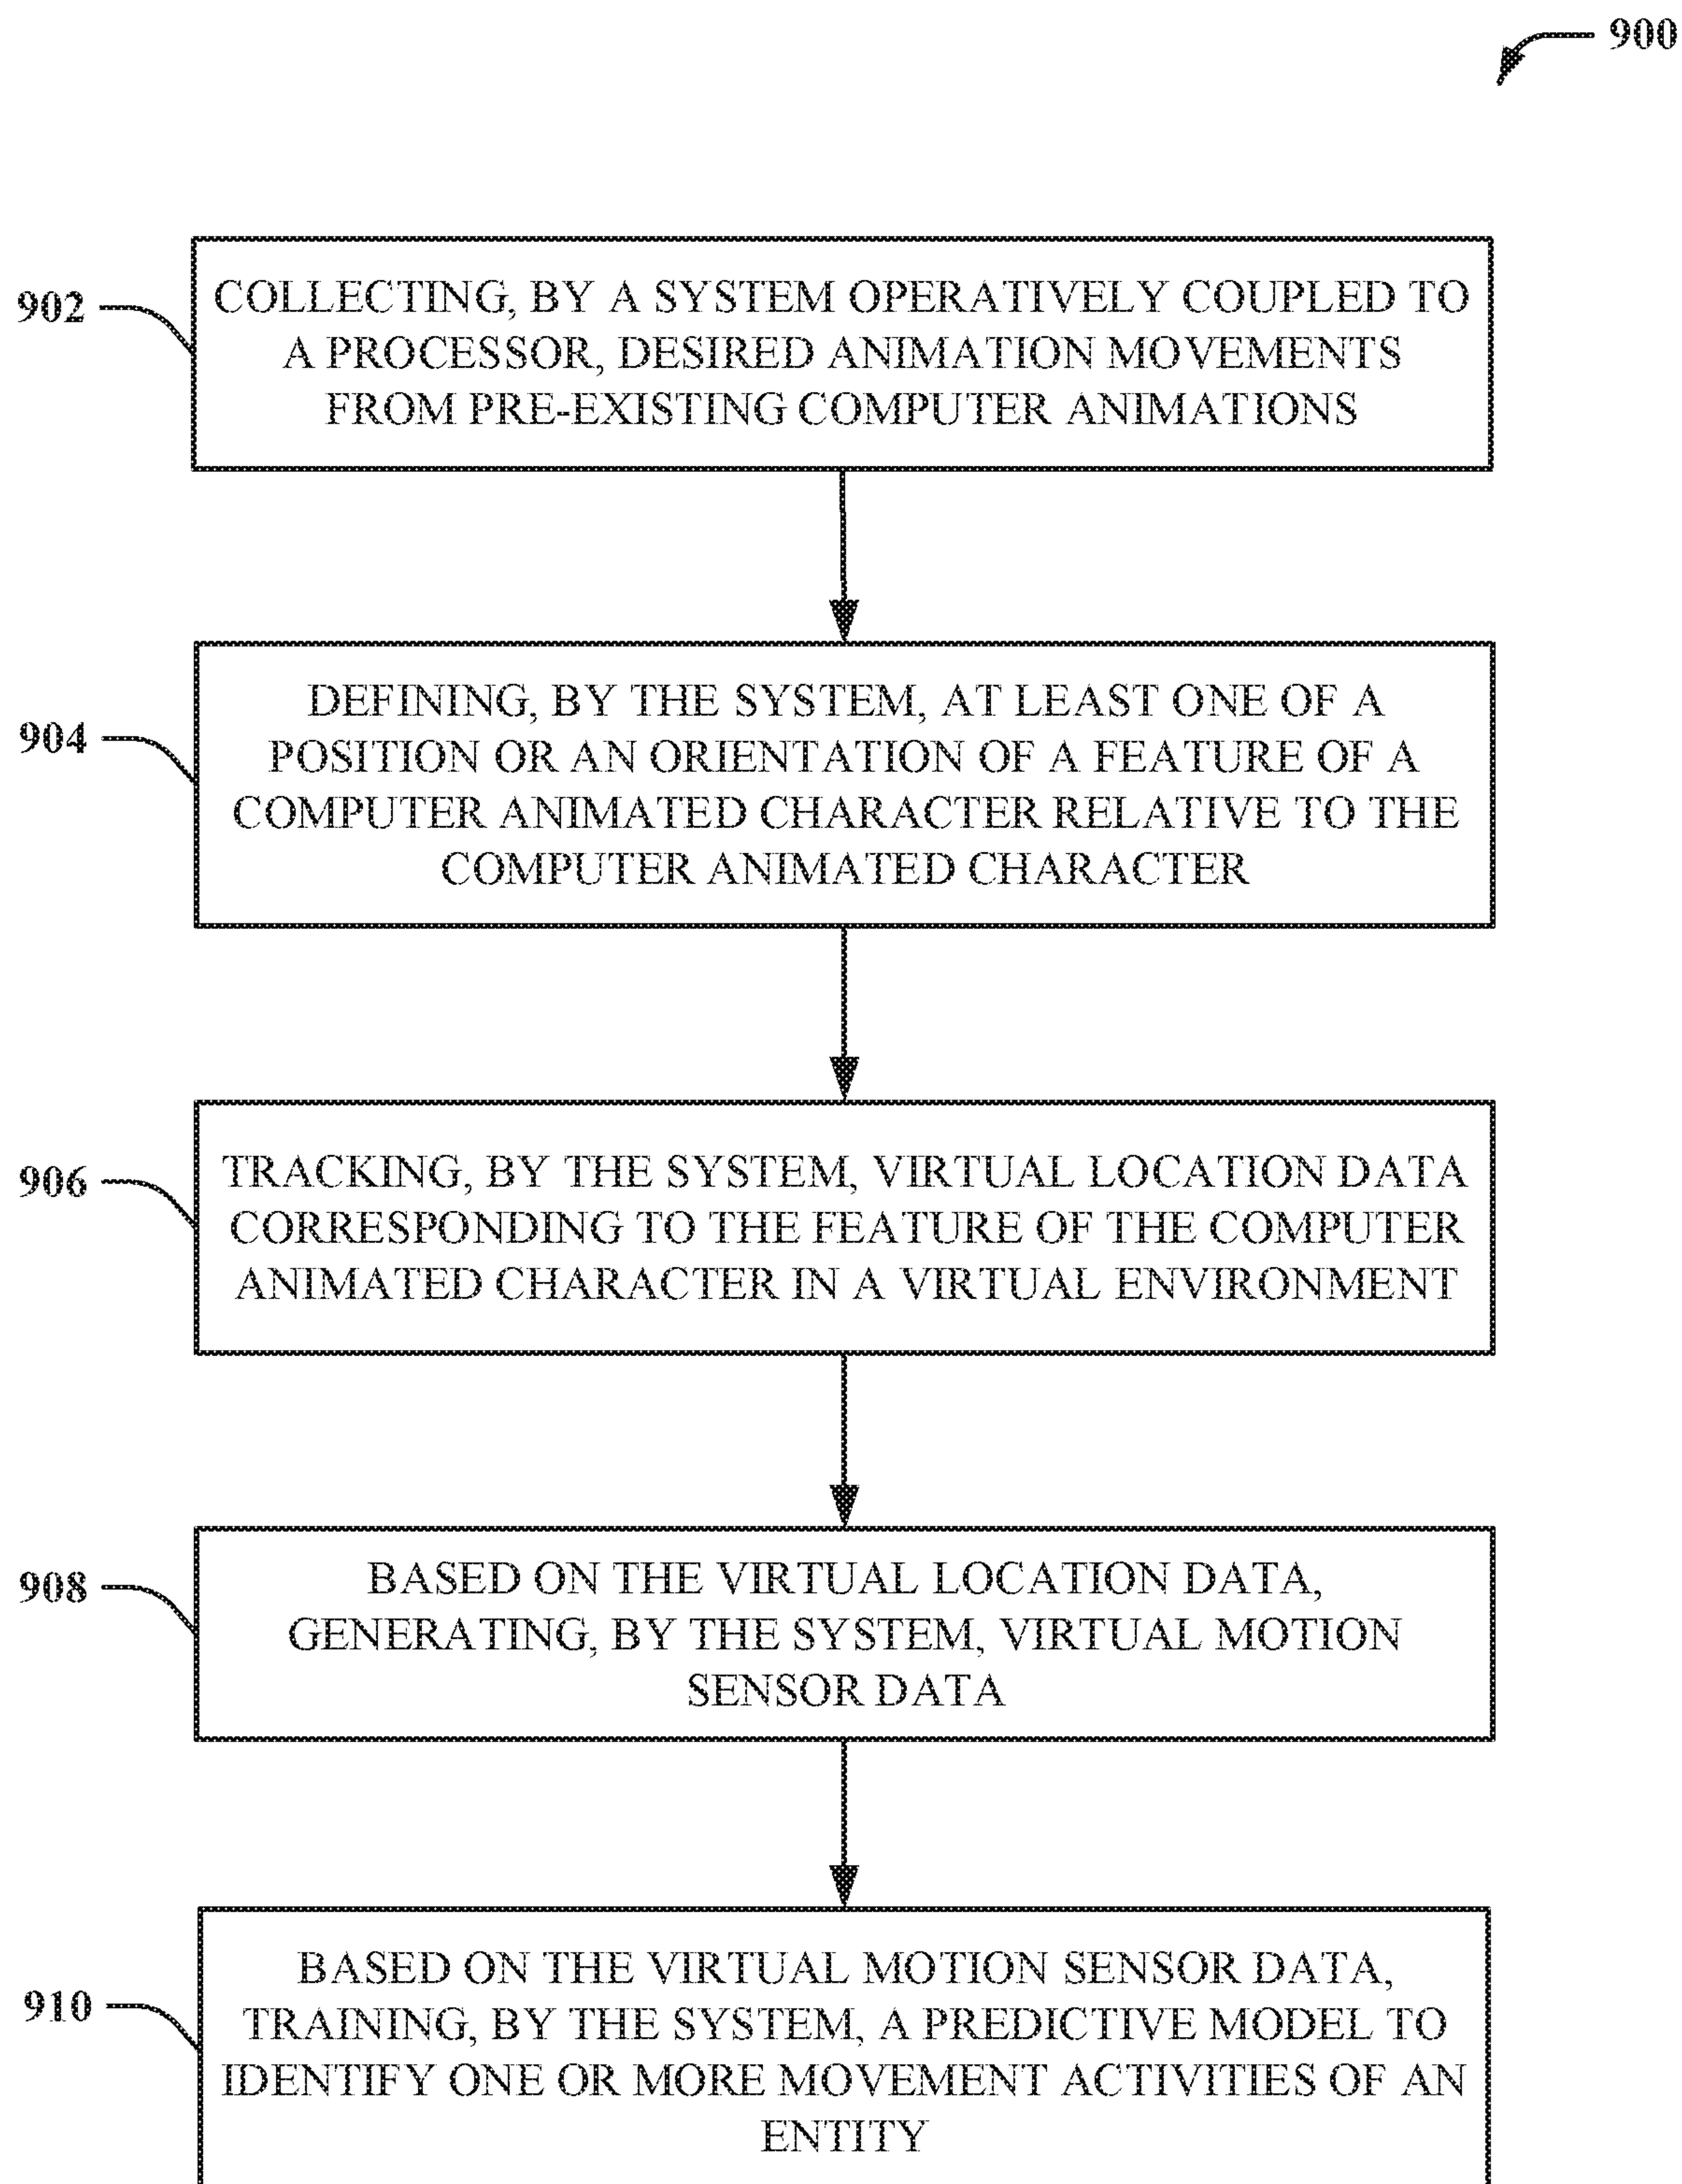 900
902
COLLECTING, BY A SYSTEM OPERATIVELY COUPLED TO
A PROCESSOR, DESIRED ANIMATION MOVEMENTS
FROM PRE-EXISTING COMPUTER ANIMATIONS
904
DEFINING, BY THE SYSTEM, AT LEAST ONE OF A
POSITION OR AN ORIENTATION OF A FEATURE OF A
COMPUTER ANIMATED CHARACTER RELATIVE TO THE
COMPUTER ANIMATED CHARACTER
906
TRACKING, BY THE SYSTEM, VIRTUAL LOCATION DATA
CORRESPONDING TO THE FEATURE OF THE COMPUTER
ANIMATED CHARACTER IN A VIRTUAL ENVIRONMENT
908
BASED ON THE VIRTUAL LOCATION DATA,
GENERATING, BY THE SYSTEM, VIRTUAL MOTION
SENSOR DATA
910
BASED ON THE VIRTUAL MOTION SENSOR DATA,
TRAINING, BY THE SYSTEM, A PREDICTIVE MODEL TO
IDENTIFY ONE OR MORE MOVEMENT ACTIVITIES OF AN
ENTITY